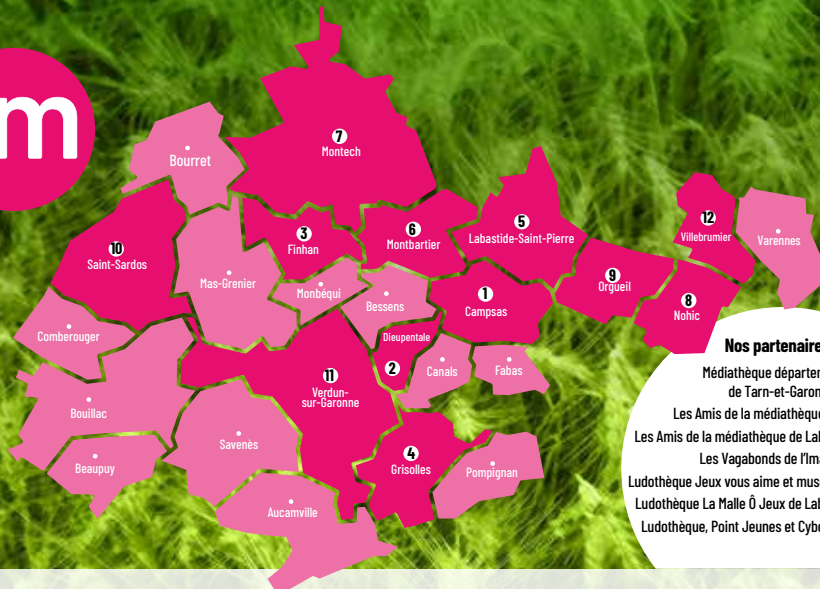 m
7
Montech
Bourret
12
Villebrumier
Varennes
5
Labastide-Saint-Pierre
6
Montbartier
3
Finhan
10
Saint-Sardos
Mas-Grenier
Monbéqui
Bessens
1
Campsas
9
Orgueil
8
Nohic
Comberouger
Dieupentale
2
Canals
Fabas
11
Verdun-
sur-Garonne
Bouillac
Savenès
Beaupuy
4
Grisolles
Pompignan
Aucamville
Nos partenaire
Médiathèque départem
de Tarn-et-Garon
Les Amis de la médiathèqu
Les Amis de la médiathèque de Lab
Les Vagabonds de l'Ima
Ludothèque Jeux vous aime et mus
Ludothèque La Malle Ô Jeux de Lab
Ludothèque, Point Jeunes et Cybe